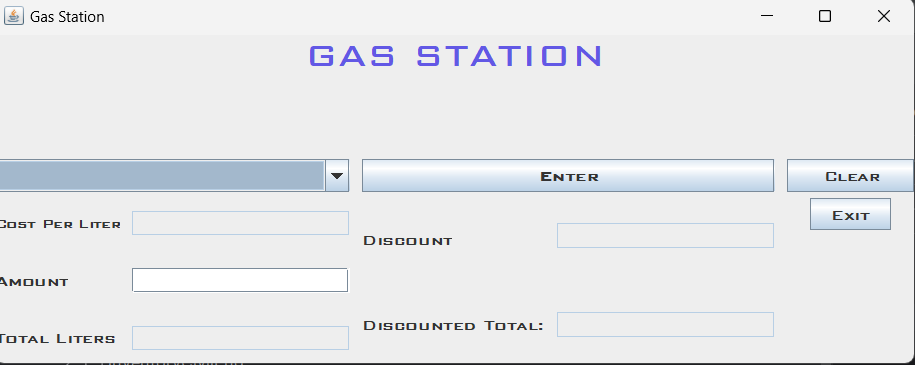 Gas Station
GAS STATION
ENTER
CLEAR
EXIT
COST PER LITER
DISCOUNT
AMOUNT
DISCOUNTED TOTAL:
TOTAL LITERS